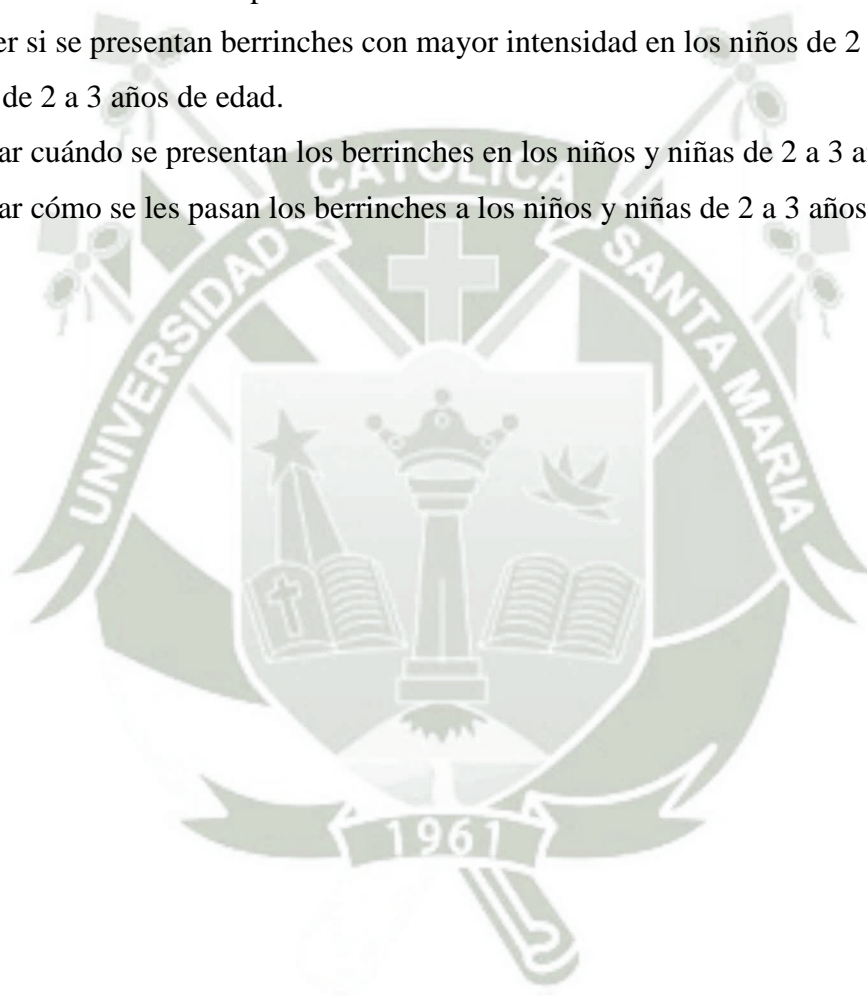 er si se presentan berrinches con mayor intensidad en los niños de 2
de 2 a 3 años de edad.
ar cuándo se presentan los berrinches en los niños y niñas de 2 a 3 a
ar cómo se les pasan los berrinches a los niños y niñas de 2 a 3 años
UNIVERSIDAD CATOLICA SANTA MARIA
1961